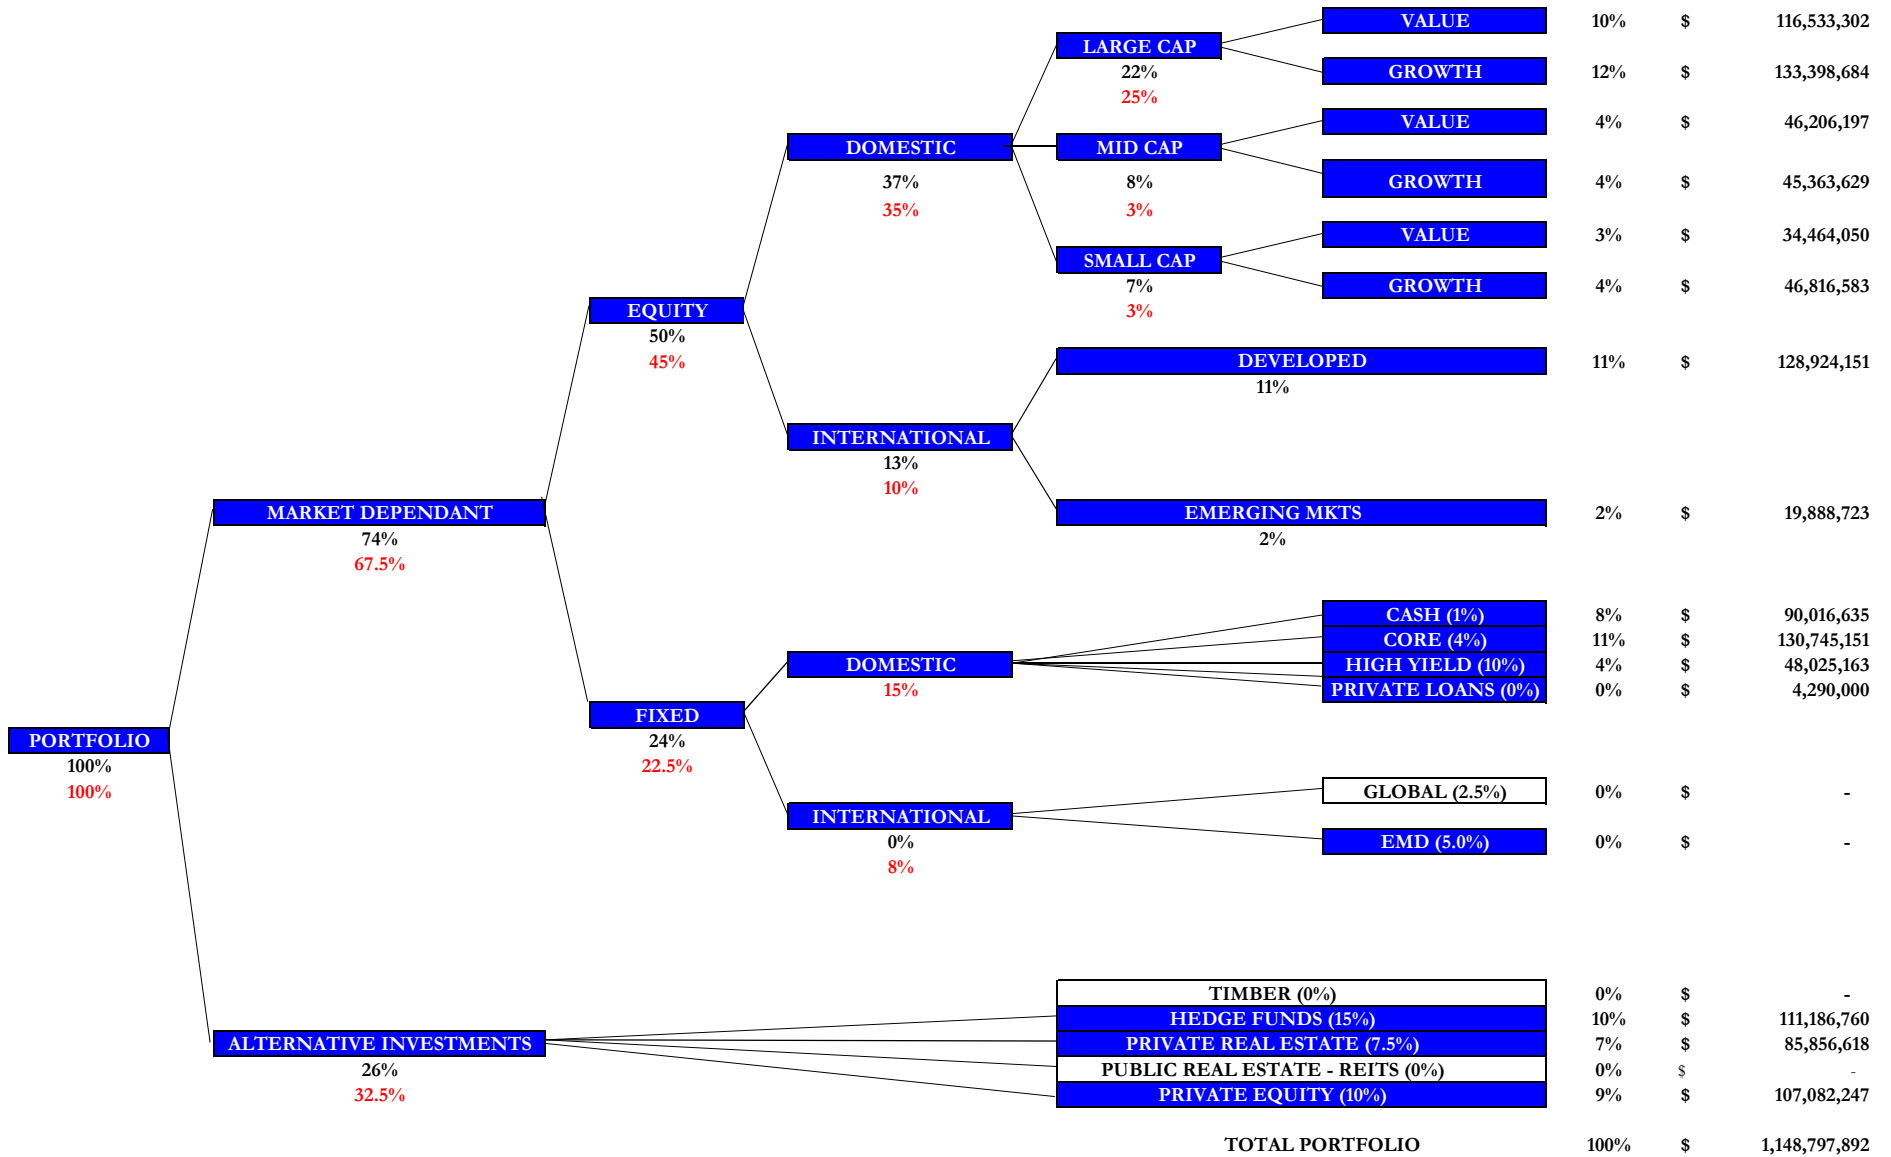 VALUE 10% $ 116,533,302
LARGE CAP
22%
25%
GROWTH 12% $ 133,398,684
VALUE 4% $ 46,206,197
DOMESTIC
37%
35%
MID CAP
8%
3%
GROWTH 4% $ 45,363,629
VALUE 3% $ 34,464,050
SMALL CAP
7%
3%
GROWTH 4% $ 46,816,583
EQUITY
50%
45%
DEVELOPED 11% $ 128,924,151
11%
INTERNATIONAL
13%
10%
MARKET DEPENDANT
74%
67.5%
EMERGING MKTS 2% $ 19,888,723
2%
CASH (1%) 8% $ 90,016,635
CORE (4%) 11% $ 130,745,151
DOMESTIC
15%
HIGH YIELD (10%) 4% $ 48,025,163
PRIVATE LOANS (0%) 0% $ 4,290,000
FIXED
24%
22.5%
PORTFOLIO
100%
100%
GLOBAL (2.5%) 0% $ -
INTERNATIONAL
0%
8%
EMD (5.0%) 0% $ -
TIMBER (0%) 0% $ -
HEDGE FUNDS (15%) 10% $ 111,186,760
ALTERNATIVE INVESTMENTS
26%
32.5%
PRIVATE REAL ESTATE (7.5%) 7% $ 85,856,618
PUBLIC REAL ESTATE - REITS (0%) 0% $ -
PRIVATE EQUITY (10%) 9% $ 107,082,247
TOTAL PORTFOLIO 100% $ 1,148,797,892